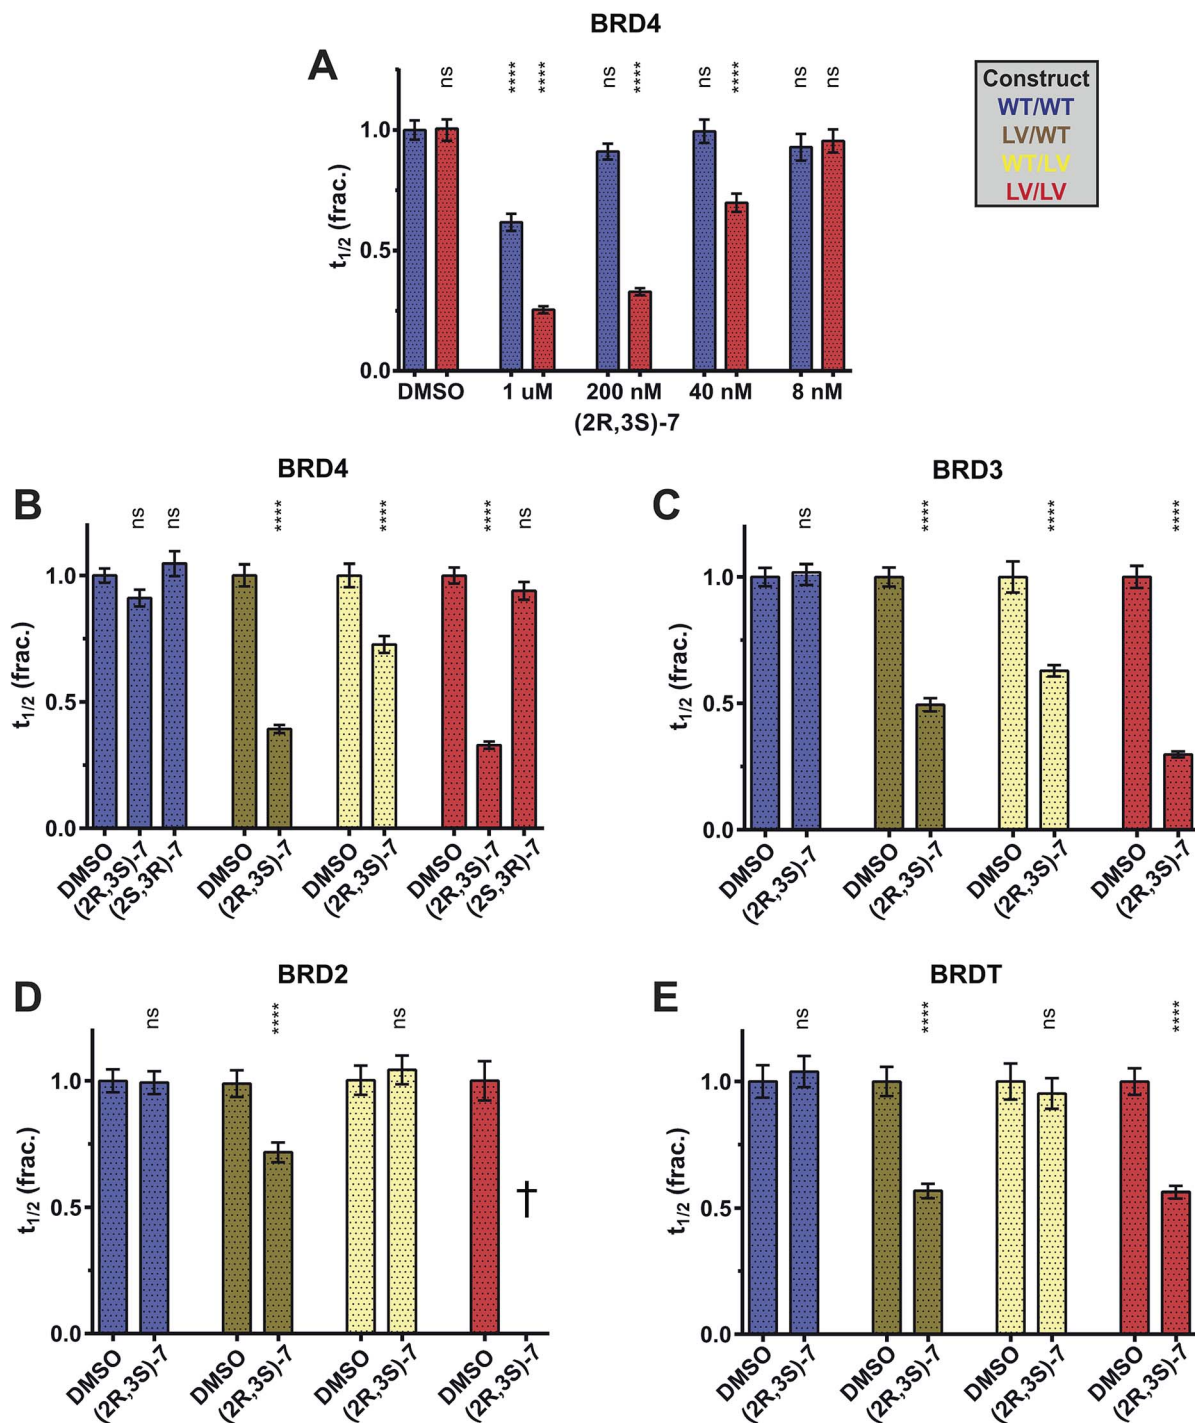 BRD4
A
ns
****
****
ns
****
ns
****
ns
ns
Construct
WT/WT
LV/WT
WT/LV
LV/LV
t1/2 (frac.)
1.0
0.5
0.0
DMSO
1 uM
200 nM
40 nM
8 nM
(2R,3S)-7
BRD4
B
ns
ns
****
****
****
ns
t1/2 (frac.)
1.0
0.5
0.0
DMSO
(2R,3S)-7
(2S,3R)-7
DMSO
(2R,3S)-7
DMSO
(2R,3S)-7
DMSO
(2R,3S)-7
(2S,3R)-7
BRD3
C
ns
****
****
****
t1/2 (frac.)
1.0
0.5
0.0
DMSO
(2R,3S)-7
DMSO
(2R,3S)-7
DMSO
(2R,3S)-7
DMSO
(2R,3S)-7
BRD2
D
ns
****
ns
†
t1/2 (frac.)
1.0
0.5
0.0
DMSO
(2R,3S)-7
DMSO
(2R,3S)-7
DMSO
(2R,3S)-7
DMSO
(2R,3S)-7
BRDT
E
ns
****
ns
****
t1/2 (frac.)
1.0
0.5
0.0
DMSO
(2R,3S)-7
DMSO
(2R,3S)-7
DMSO
(2R,3S)-7
DMSO
(2R,3S)-7